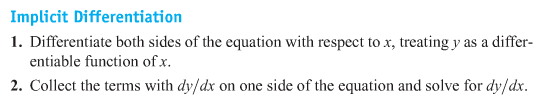 Implicit Differentiation
1. Differentiate both sides of the equation with respect to x, treating y as a differ-
entiable function of x.
2. Collect the terms with dy/dx on one side of the equation and solve for dy/dx.